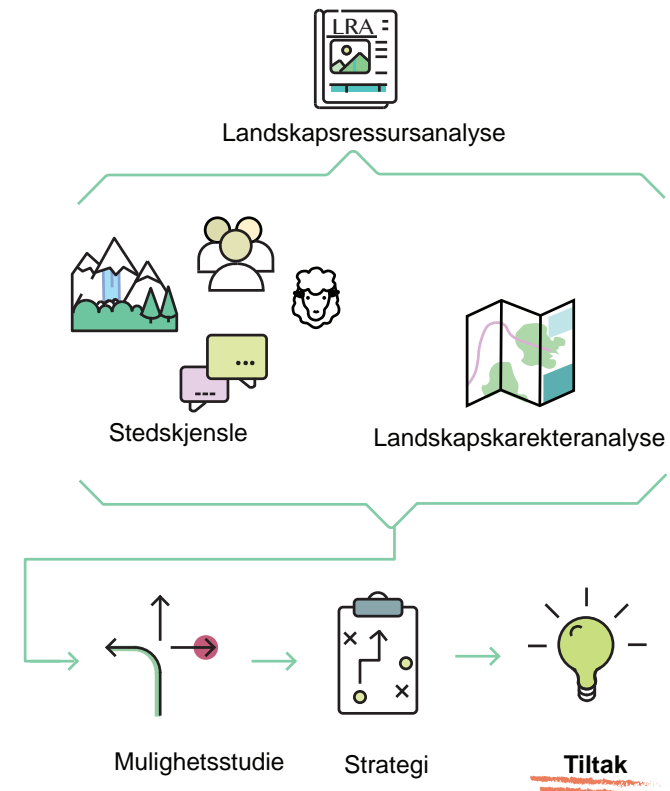 LRA
Landskapsressursanalyse
Stedskjensle
Landskapskarekteranalyse
Mulighetsstudie
Strategi
Tiltak